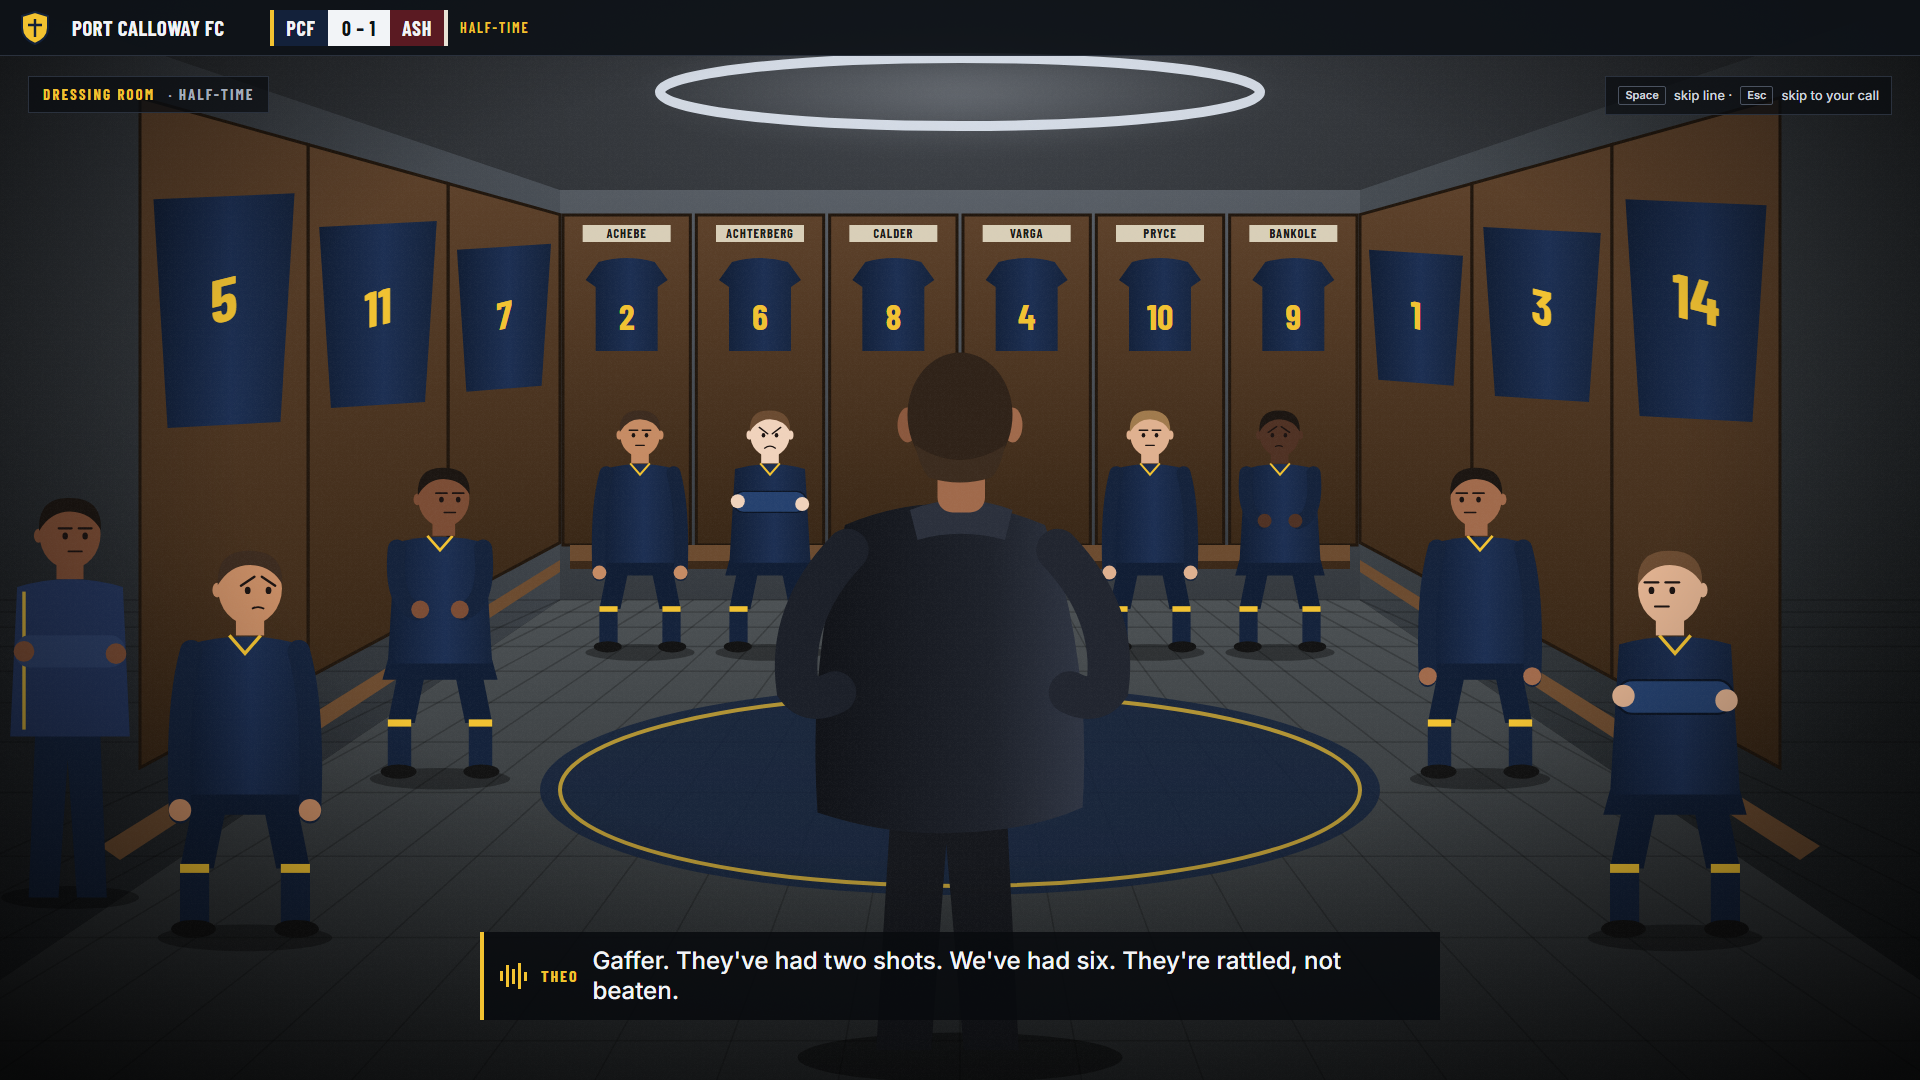 PORT CALLOWAY FC
PCF 0 - 1 ASH HALF-TIME
DRESSING ROOM · HALF-TIME
Space skip line · Esc skip to your call
ACHEBE ACHTERBERG CALDER VARGA PRYCE BANKOLE
5 11 7 2 6 8 4 10 9 1 3 14
THEO
Gaffer. They've had two shots. We've had six. They're rattled, not
beaten.